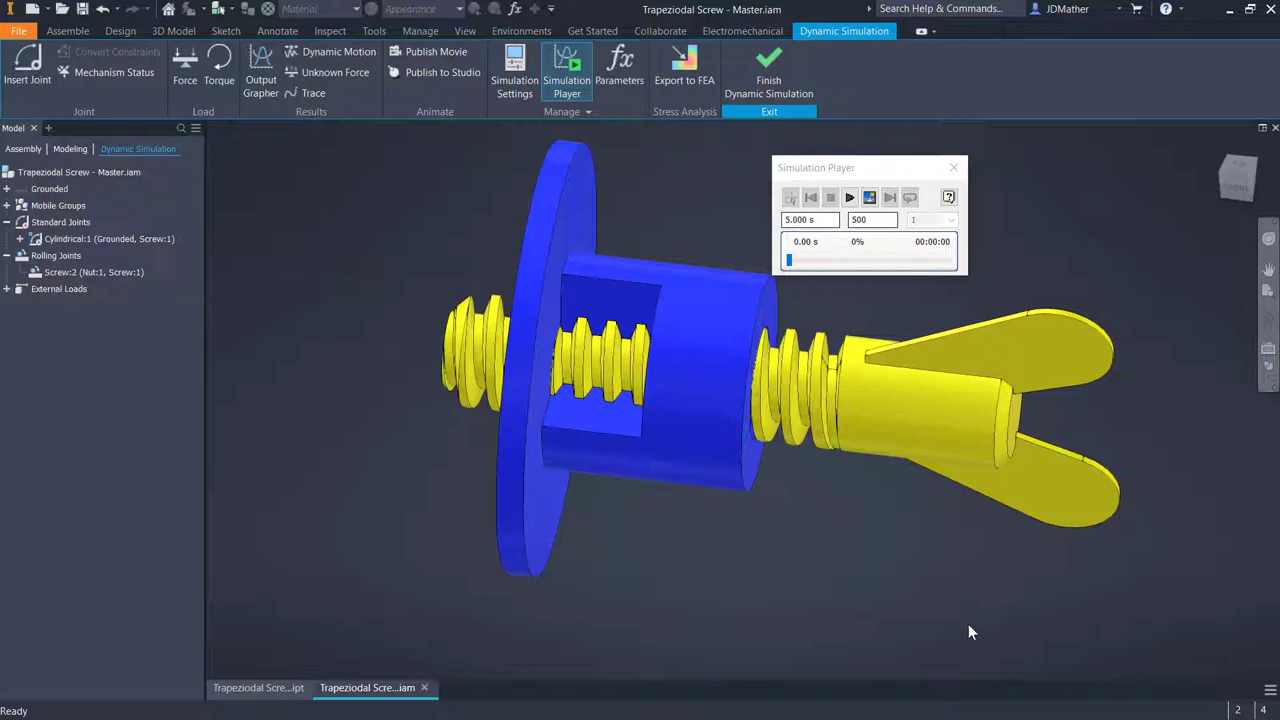 Material
Appearance
Trapeziodal Screw - Master.iam
Search Help & Commands...
JDMather
File
Assembly
Design
3D Model
Sketch
Annotate
Inspect
Tools
Manage
View
Environments
Get Started
Collaborate
Electromechanical
Dynamic Simulation
Insert Joint
Convert Constraints
Mechanism Status
Joint
Force
Torque
Load
Output
Grapher
Dynamic Motion
Unknown Force
Trace
Results
Publish Movie
Publish to Studio
Animate
Simulation
Settings
Simulation
Player
fx
Parameters
Manage
Export to FEA
Stress Analysis
Finish
Dynamic Simulation
Exit
Model
Assembly
Modeling
Dynamic Simulation
Trapeziodal Screw - Master.iam
Grounded
Mobile Groups
Standard Joints
Cylindrical:1 (Grounded, Screw:1)
Rolling Joints
Screw:2 (Nut:1, Screw:1)
External Loads
Simulation Player
5.000 s
500
1
0.00 s
0%
00:00:00
FRONT
Trapeziodal Scre...ipt
Trapeziodal Scre...iam
Ready
2
4